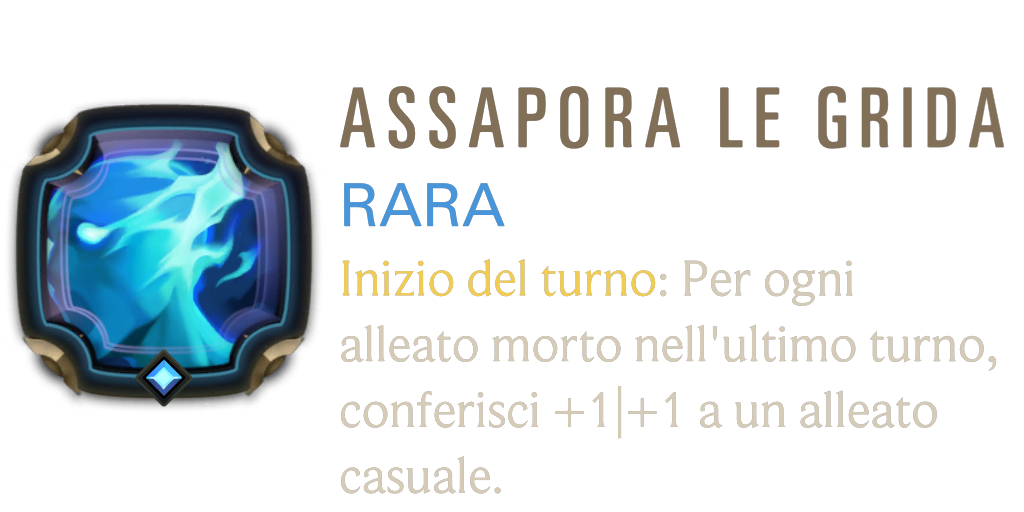 ASSAPORA LE GRIDA
RARA
Inizio del turno: Per ogni
alleato morto nell'ultimo turno,
conferisci +1|+1 a un alleato
casuale.